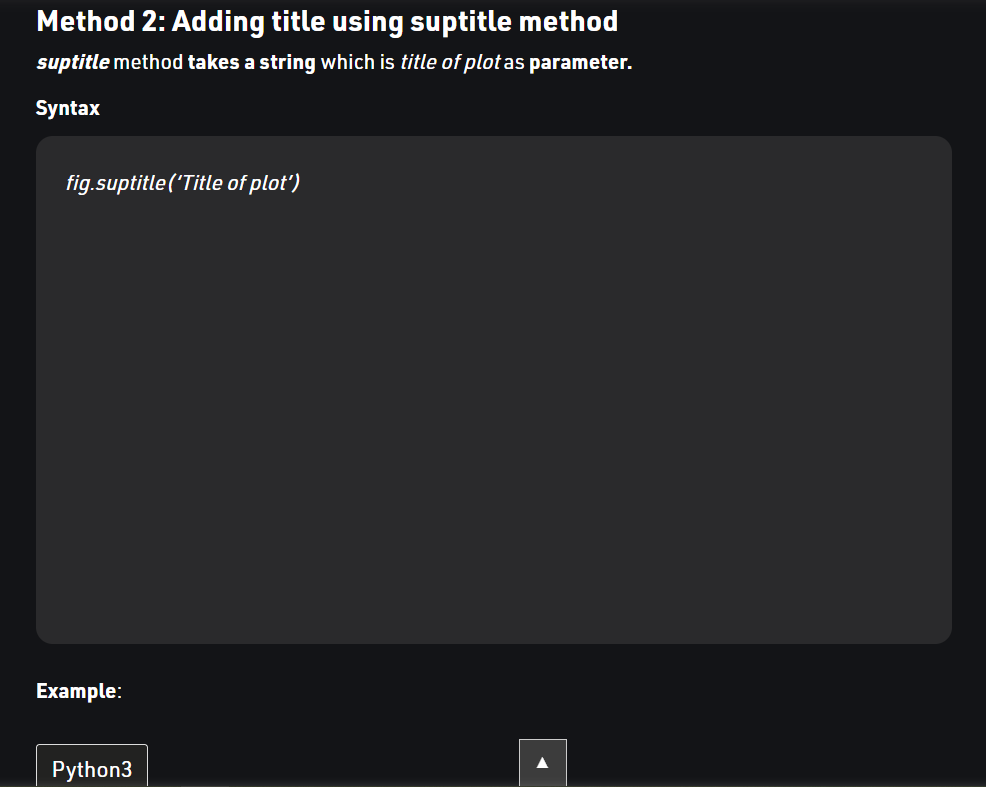 Method 2: Adding title using suptitle method
suptitle method takes a string which is title of plot as parameter.
Syntax
fig.suptitle(‘Title of plot’)
Example:
Python3
▲